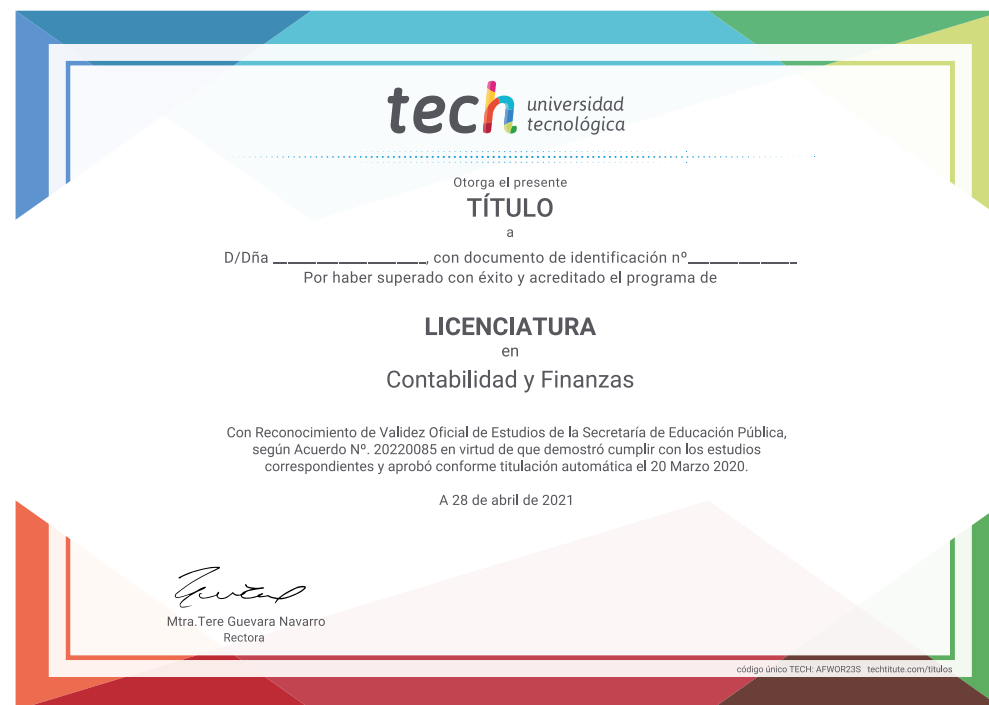 tech universidad
tecnológica
Otorga el presente
TÍTULO
a
D/Dña ______________________, con documento de identificación nº_______________
Por haber superado con éxito y acreditado el programa de
LICENCIATURA
en
Contabilidad y Finanzas
Con Reconocimiento de Validez Oficial de Estudios de la Secretaría de Educación Pública,
según Acuerdo Nº. 20220085 en virtud de que demostró cumplir con los estudios
correspondientes y aprobó conforme titulación automática el 20 Marzo 2020.
A 28 de abril de 2021
Mtra.Tere Guevara Navarro
Rectora
código único TECH: AFWOR23S techtitute.com/titulos